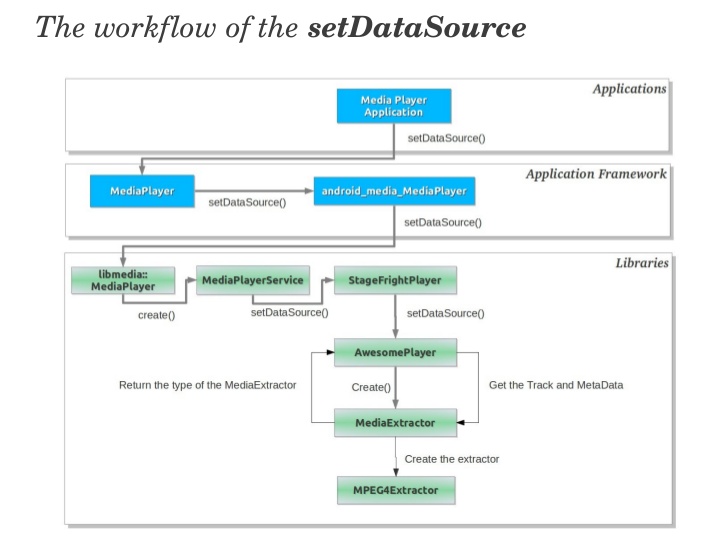 The workflow of the setDataSource
Applications
Media Player
Application
setDataSource()
Application Framework
MediaPlayer
setDataSource()
android_media_MediaPlayer
setDataSource()
Libraries
libmedia::
MediaPlayer
create()
MediaPlayerService
setDataSource()
StageFrightPlayer
setDataSource()
AwesomePlayer
Return the type of the MediaExtractor
Create()
Get the Track and MetaData
MediaExtractor
Create the extractor
MPEG4Extractor